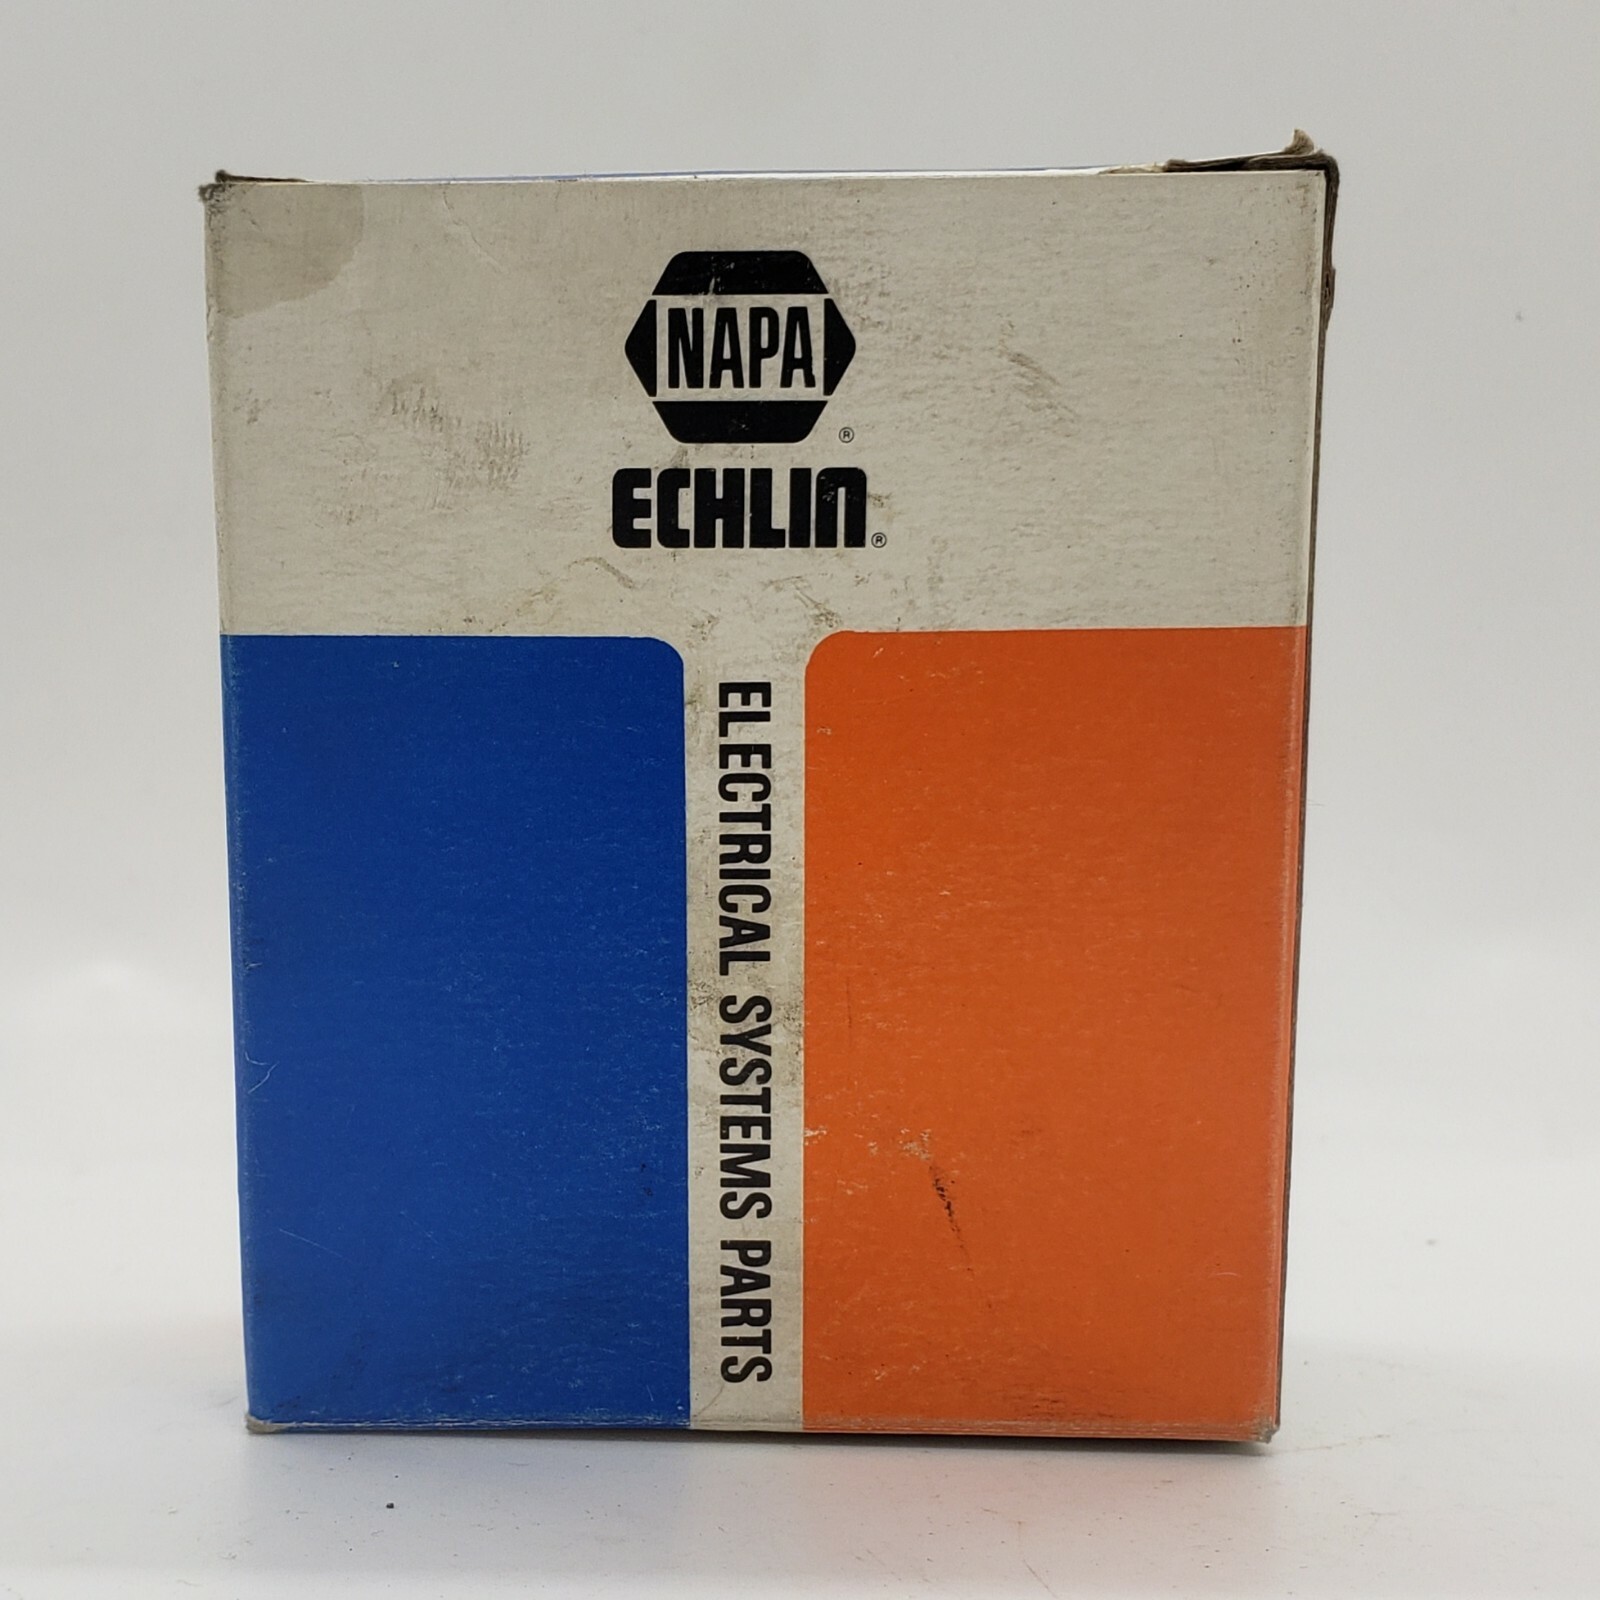 NAPA
®
ECHLIN®
ELECTRICAL SYSTEMS PARTS